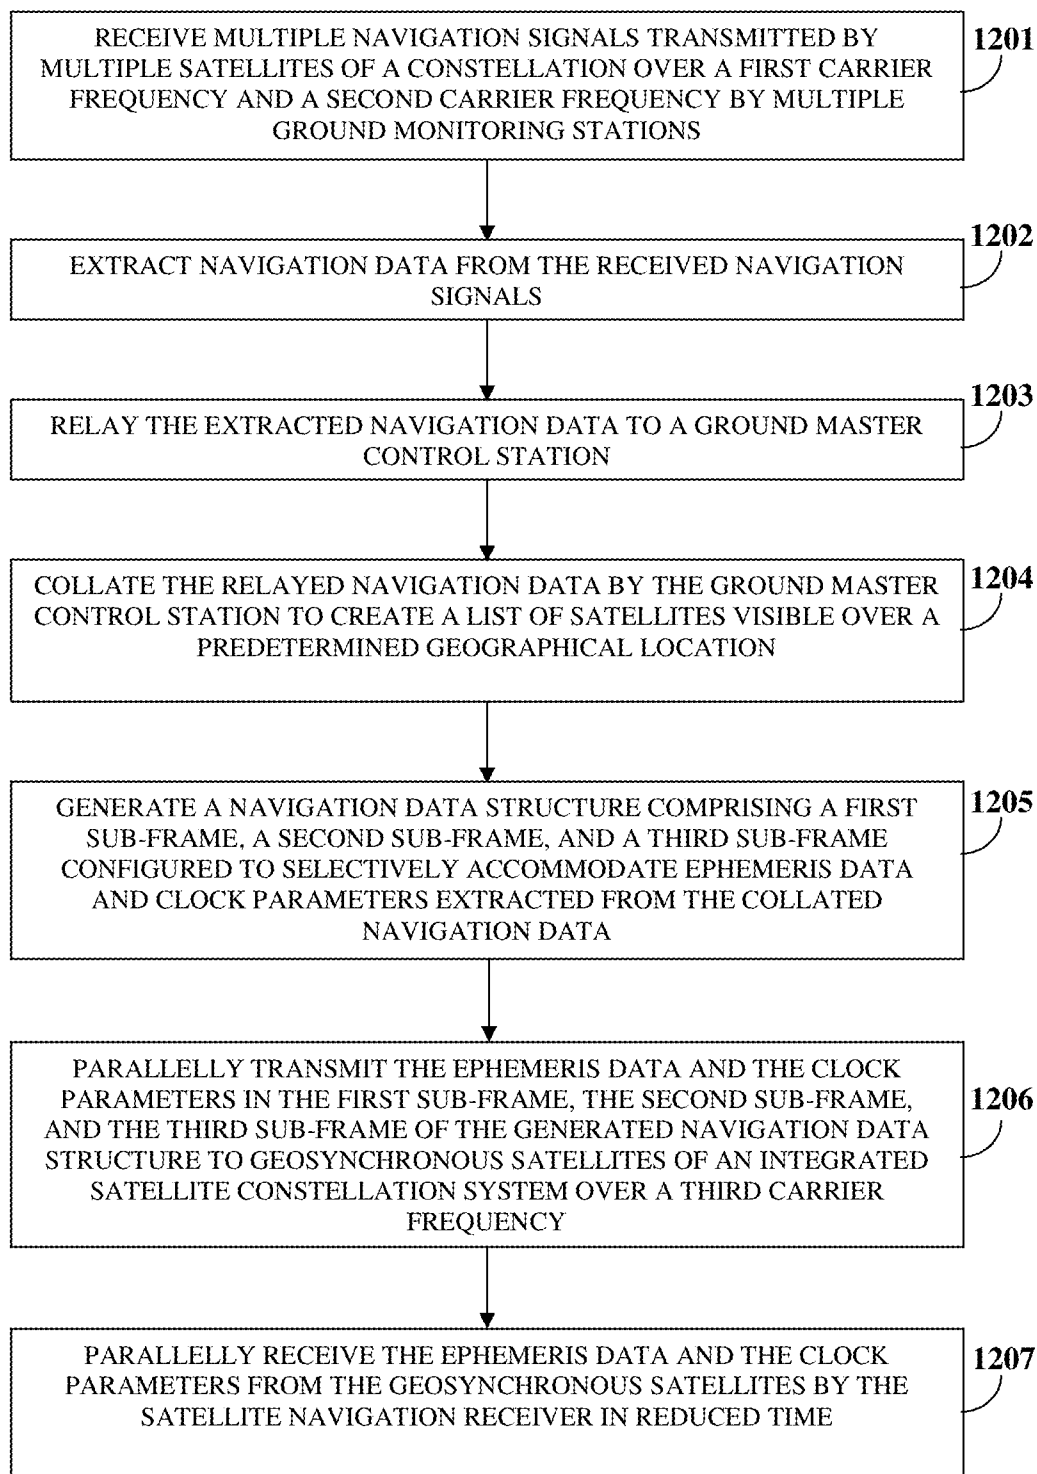 RECEIVE MULTIPLE NAVIGATION SIGNALS TRANSMITTED BY
MULTIPLE SATELLITES OF A CONSTELLATION OVER A FIRST CARRIER
FREQUENCY AND A SECOND CARRIER FREQUENCY BY MULTIPLE
GROUND MONITORING STATIONS
1201
EXTRACT NAVIGATION DATA FROM THE RECEIVED NAVIGATION
SIGNALS
1202
RELAY THE EXTRACTED NAVIGATION DATA TO A GROUND MASTER
CONTROL STATION
1203
COLLATE THE RELAYED NAVIGATION DATA BY THE GROUND MASTER
CONTROL STATION TO CREATE A LIST OF SATELLITES VISIBLE OVER A
PREDETERMINED GEOGRAPHICAL LOCATION
1204
GENERATE A NAVIGATION DATA STRUCTURE COMPRISING A FIRST
SUB-FRAME, A SECOND SUB-FRAME, AND A THIRD SUB-FRAME
CONFIGURED TO SELECTIVELY ACCOMMODATE EPHEMERIS DATA
AND CLOCK PARAMETERS EXTRACTED FROM THE COLLATED
NAVIGATION DATA
1205
PARALLELLY TRANSMIT THE EPHEMERIS DATA AND THE CLOCK
PARAMETERS IN THE FIRST SUB-FRAME, THE SECOND SUB-FRAME,
AND THE THIRD SUB-FRAME OF THE GENERATED NAVIGATION DATA
STRUCTURE TO GEOSYNCHRONOUS SATELLITES OF AN INTEGRATED
SATELLITE CONSTELLATION SYSTEM OVER A THIRD CARRIER
FREQUENCY
1206
PARALLELLY RECEIVE THE EPHEMERIS DATA AND THE CLOCK
PARAMETERS FROM THE GEOSYNCHRONOUS SATELLITES BY THE
SATELLITE NAVIGATION RECEIVER IN REDUCED TIME
1207